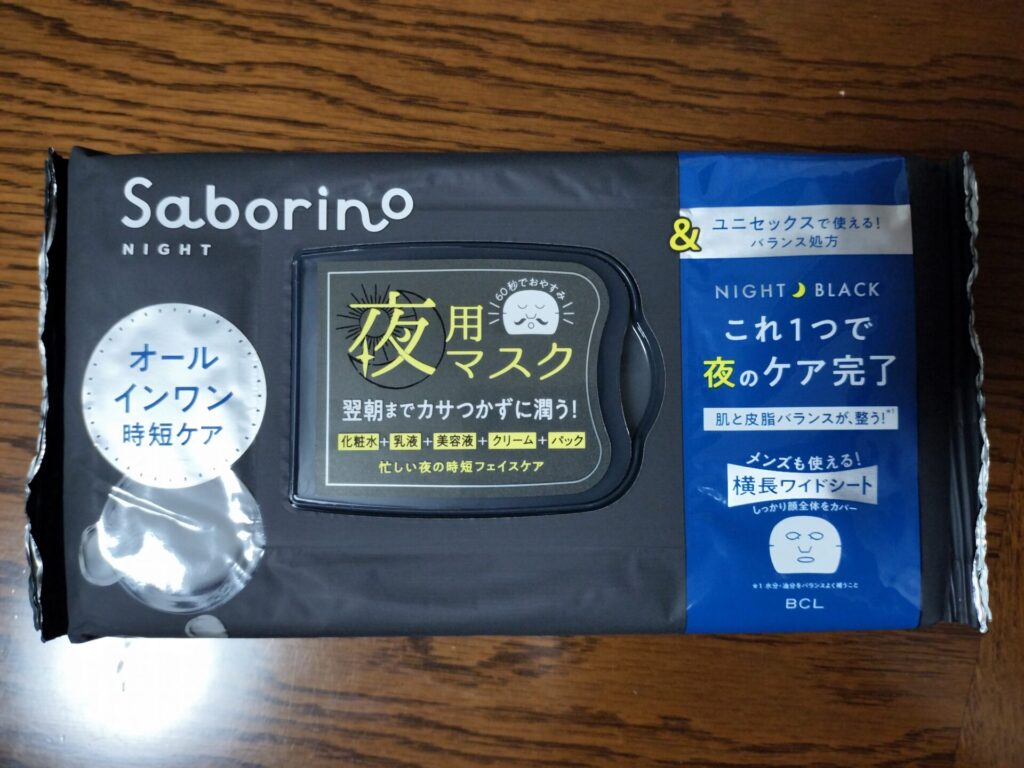 Saborino
NIGHT
オール
インワン
時短ケア
60秒でおやすみ
夜用
マスク
翌朝までカサつかずに潤う!
化粧水+乳液+美容液+クリーム+パック
忙しい夜の時短フェイスケア
&
ユニセックスで使える!
バランス処方
NIGHT BLACK
これ1つで
夜のケア完了
肌と皮脂バランスが、整う!*1
メンズも使える!
横長ワイドシート
しっかり顔全体をカバー
*1 水分・油分をバランスよく補うこと
BCL